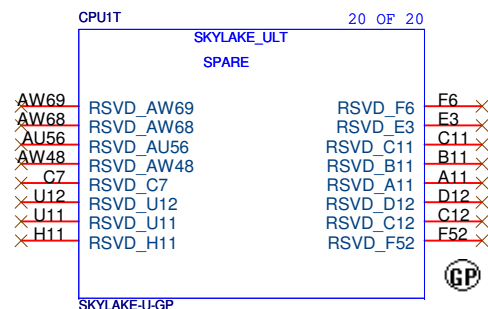 CPU1T 20 OF 20
SKYLAKE_ULT
SPARE
AW69 RSVD_AW69 RSVD_F6 F6
AW68 RSVD_AW68 RSVD_E3 E3
AU56 RSVD_AU56 RSVD_C11 C11
AW48 RSVD_AW48 RSVD_B11 B11
C7 RSVD_C7 RSVD_A11 A11
U12 RSVD_U12 RSVD_D12 D12
U11 RSVD_U11 RSVD_C12 C12
H11 RSVD_H11 RSVD_F52 F52
GP
SKYLAKE-U-GP